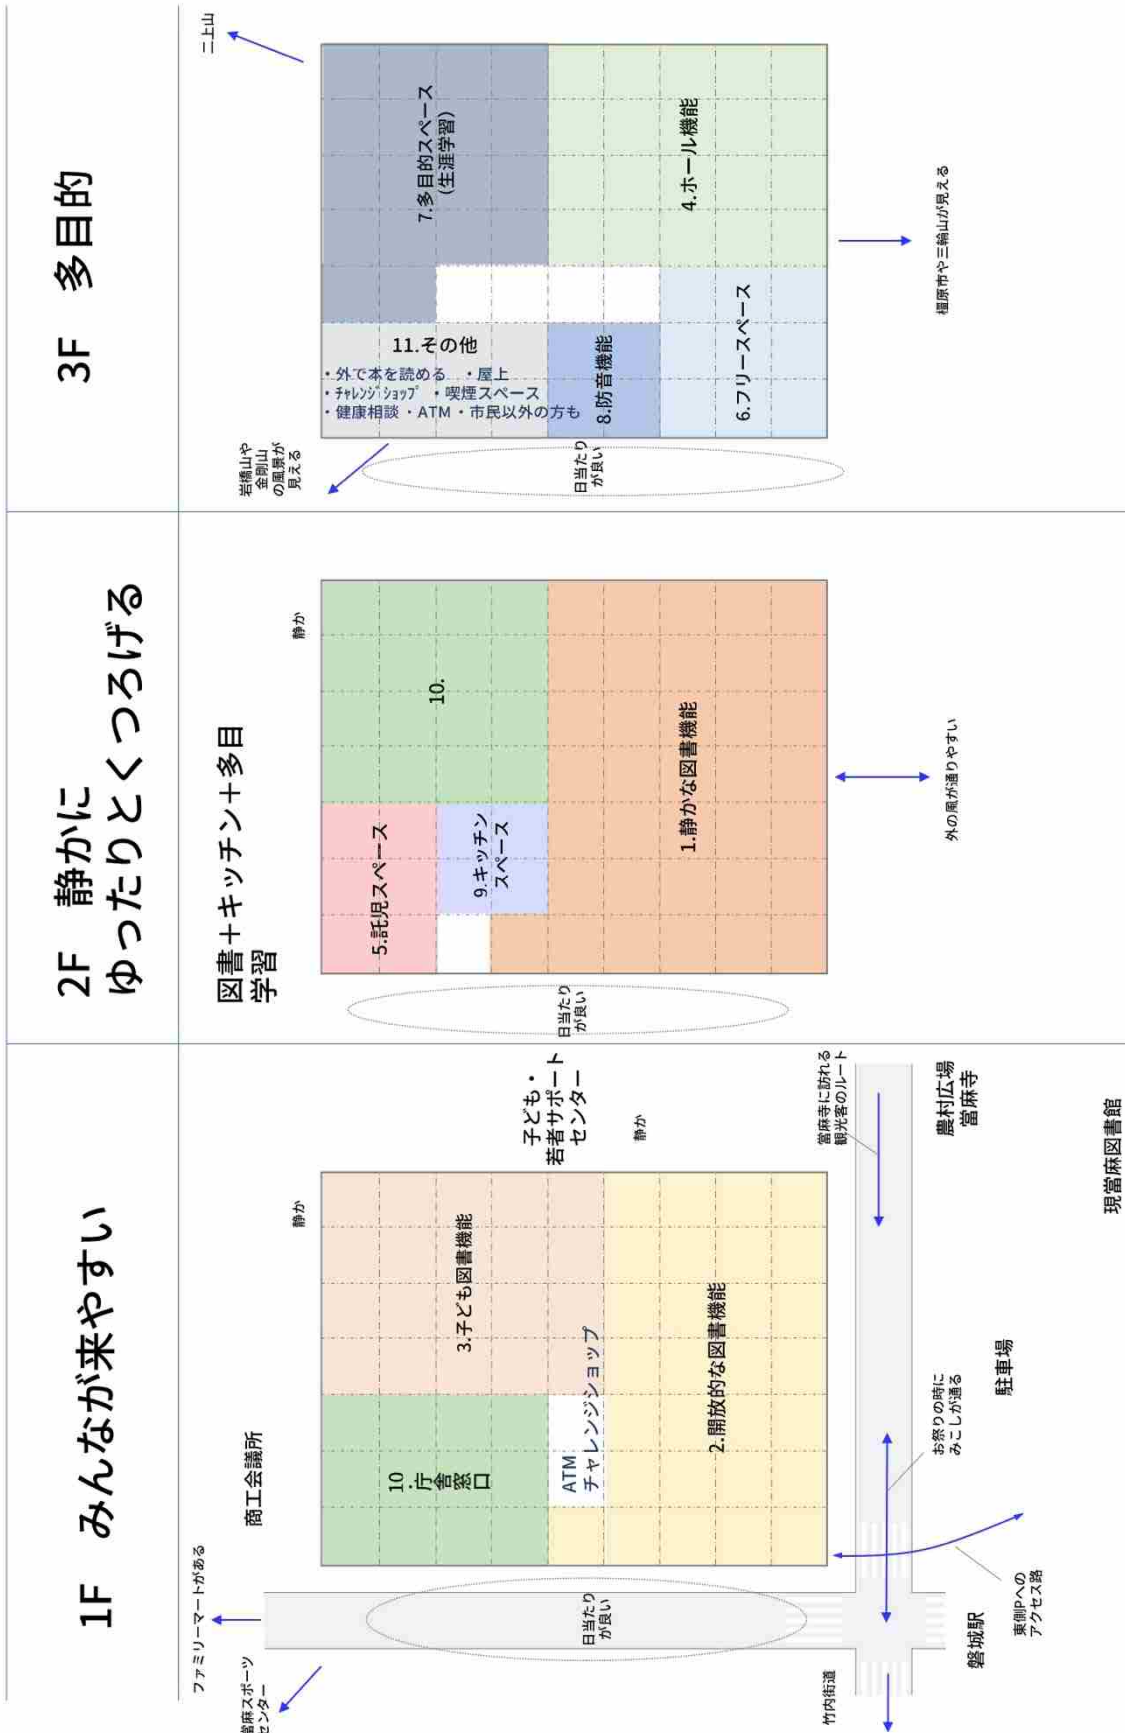 1F みんなが来やすい
ファミリーマートがある
商工会議所
當麻スポーツ
センター
静か
3.子ども図書機能
10.庁舎窓口
ATM
チャレンジショップ
2.開放的な図書機能
日当たり
が良い
子ども・
若者サポート
センター
静か
當麻寺に訪れる
観光客のルート
農村広場
當麻寺
お祭りの時に
みこしが通る
駐車場
東側Pへの
アクセス路
磐城駅
竹内街道
現當麻図書館
2F 静かに
ゆったりとくつろげる
図書＋キッチン＋多目
学習
静か
5.託児スペース
10.
9.キッチン
スペース
1.静かな図書機能
日当たり
が良い
外の風が通りやすい
3F 多目的
二上山
7.多目的スペース
(生涯学習)
4.ホール機能
11.その他
・外で本を読める ・屋上
・ﾁｬﾚﾝｼﾞｼｮｯﾌﾟ ・喫煙スペース
・健康相談・ATM・市民以外の方も
8.防音機能
6.フリースペース
岩橋山や
金剛山
の風景が
見える
日当たり
が良い
橿原市や三輪山が見える